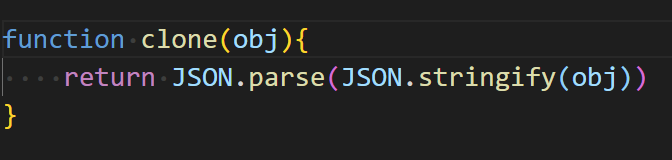 function clone(obj){
    return JSON.parse(JSON.stringify(obj))
}